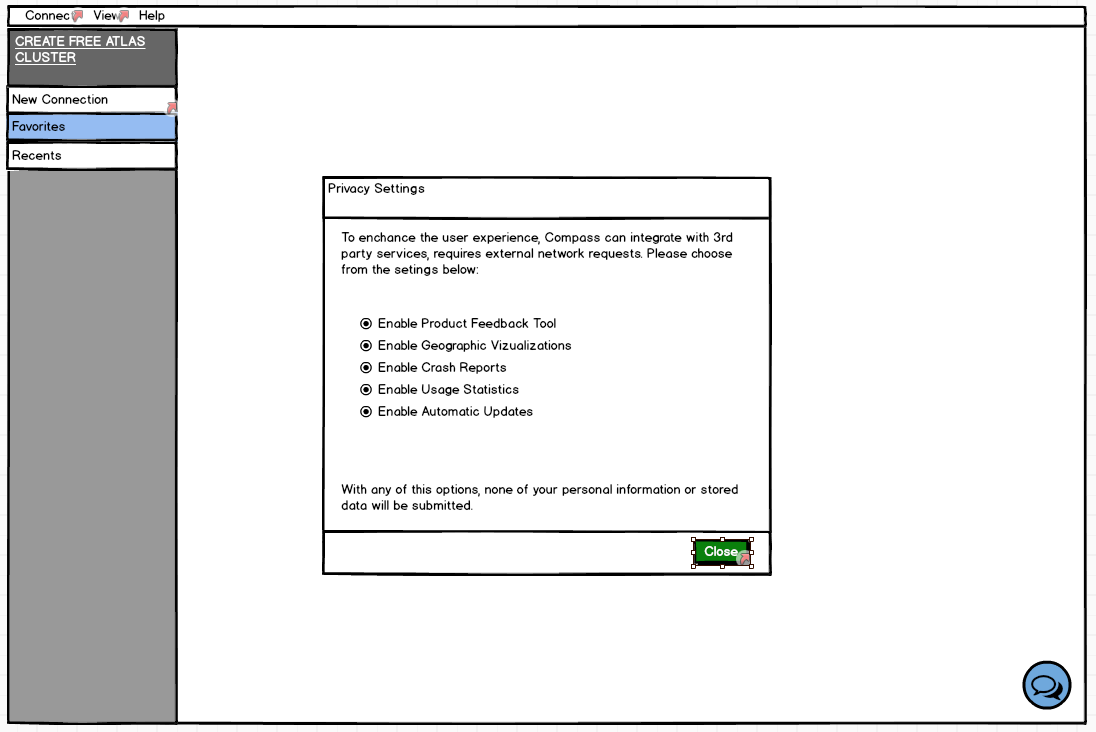 Connec View Help
CREATE FREE ATLAS
CLUSTER
New Connection
Favorites
Recents
Privacy Settings
To enchance the user experience, Compass can integrate with 3rd
party services, requires external network requests. Please choose
from the setings below:
Enable Product Feedback Tool
Enable Geographic Vizualizations
Enable Crash Reports
Enable Usage Statistics
Enable Automatic Updates
With any of this options, none of your personal information or stored
data will be submitted.
Close